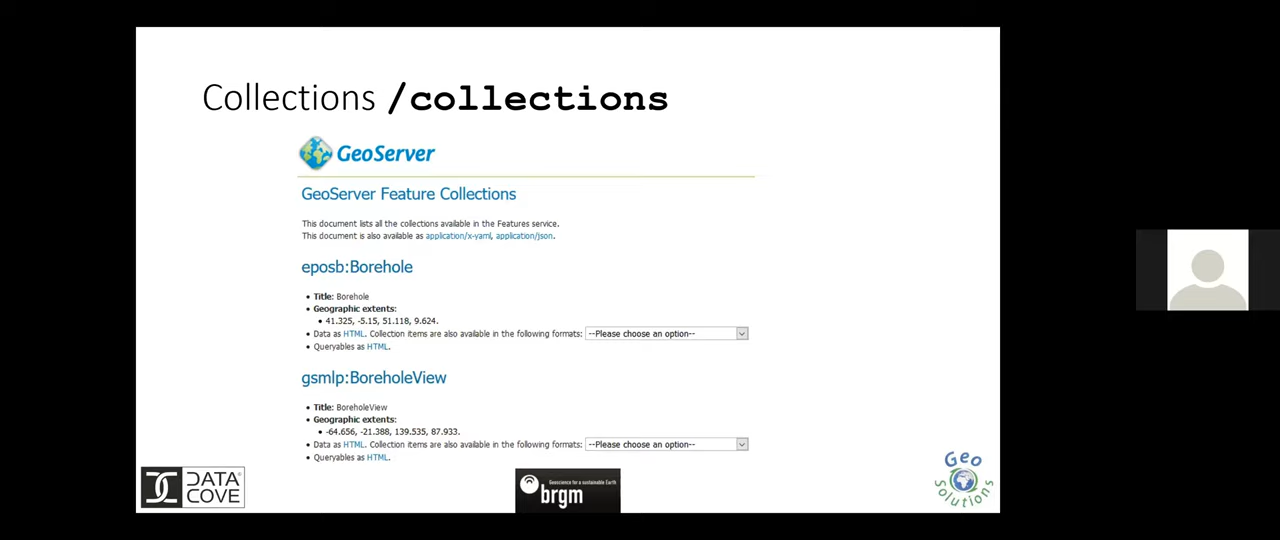 Collections /collections
GeoServer
GeoServer Feature Collections
This document lists all the collections available in the Features service.
This document is also available as application/x-yaml, application/json.
eposb:Borehole
• Title: Borehole
• Geographic extents:
• 41.325, -5.15, 51.118, 9.624.
• Data as HTML. Collection items are also available in the following formats: --Please choose an option--
• Queryables as HTML.
gsmlp:BoreholeView
• Title: BoreholeView
• Geographic extents:
• -64.656, -21.388, 139.535, 87.933.
• Data as HTML. Collection items are also available in the following formats: --Please choose an option--
• Queryables as HTML.
DATA COVE
Geoscience for a sustainable Earth
brgm
Geo Solutions